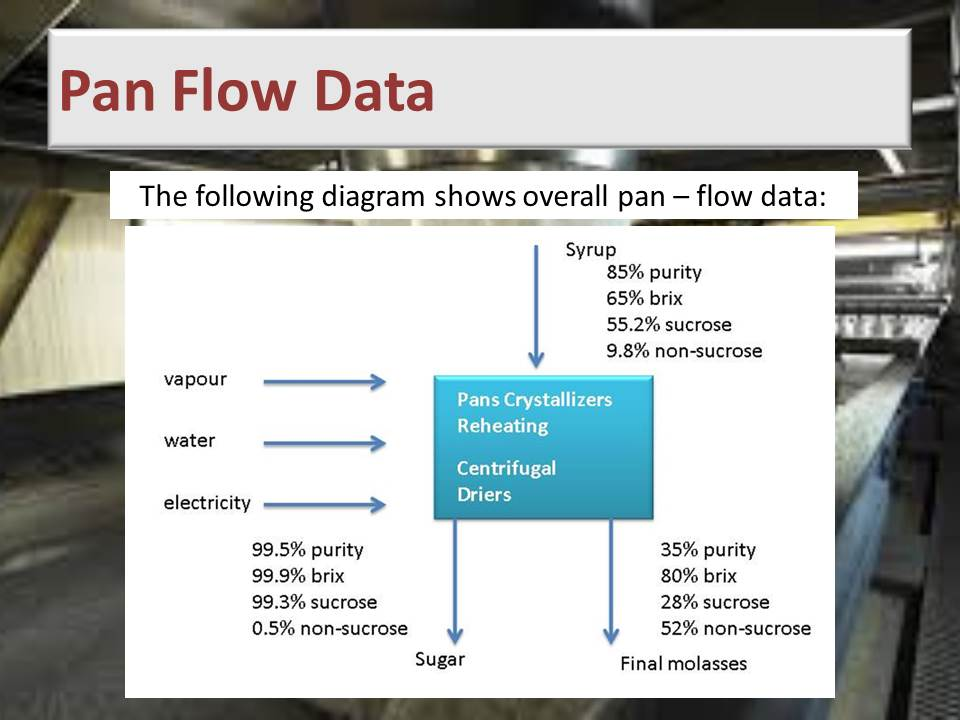 Pan Flow Data
The following diagram shows overall pan – flow data:
Syrup
85% purity
65% brix
55.2% sucrose
9.8% non-sucrose
vapour
water
electricity
Pans Crystallizers
Reheating
Centrifugal
Driers
99.5% purity
99.9% brix
99.3% sucrose
0.5% non-sucrose
Sugar
35% purity
80% brix
28% sucrose
52% non-sucrose
Final molasses